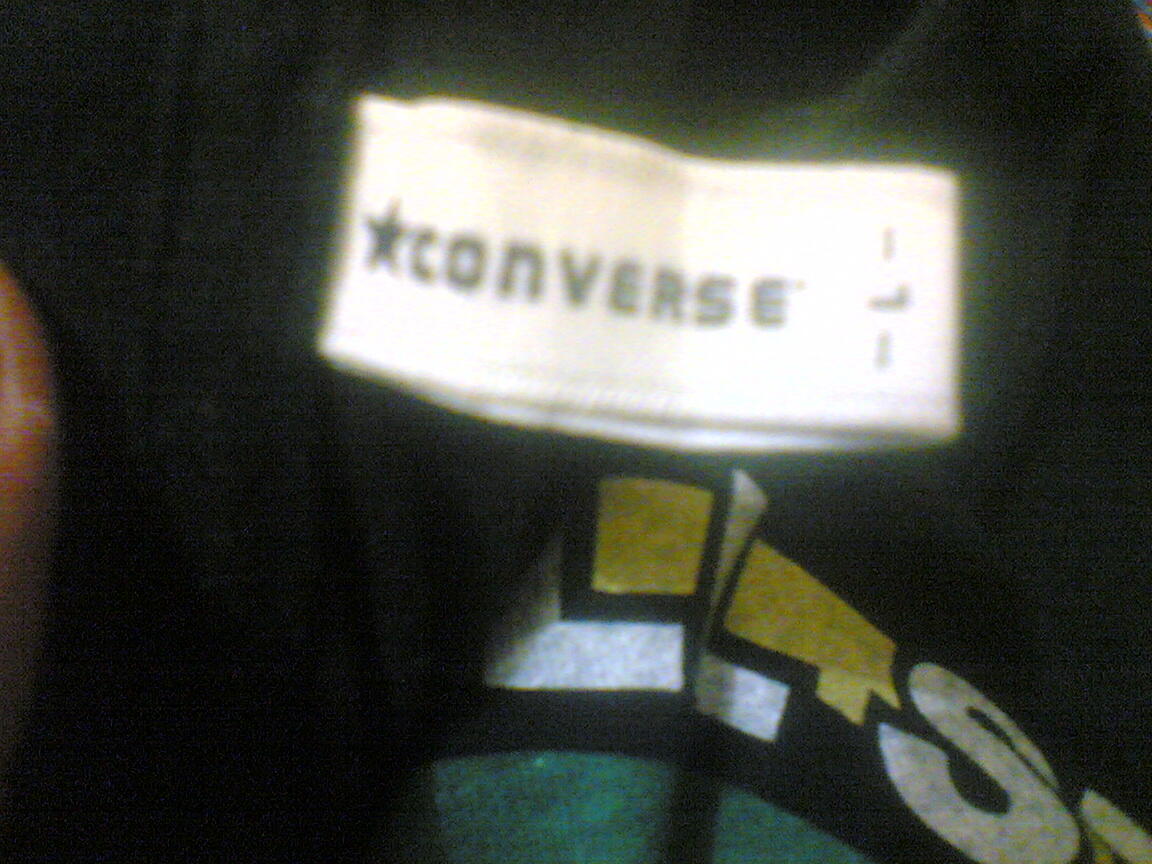 ★CONVERSE
- L -